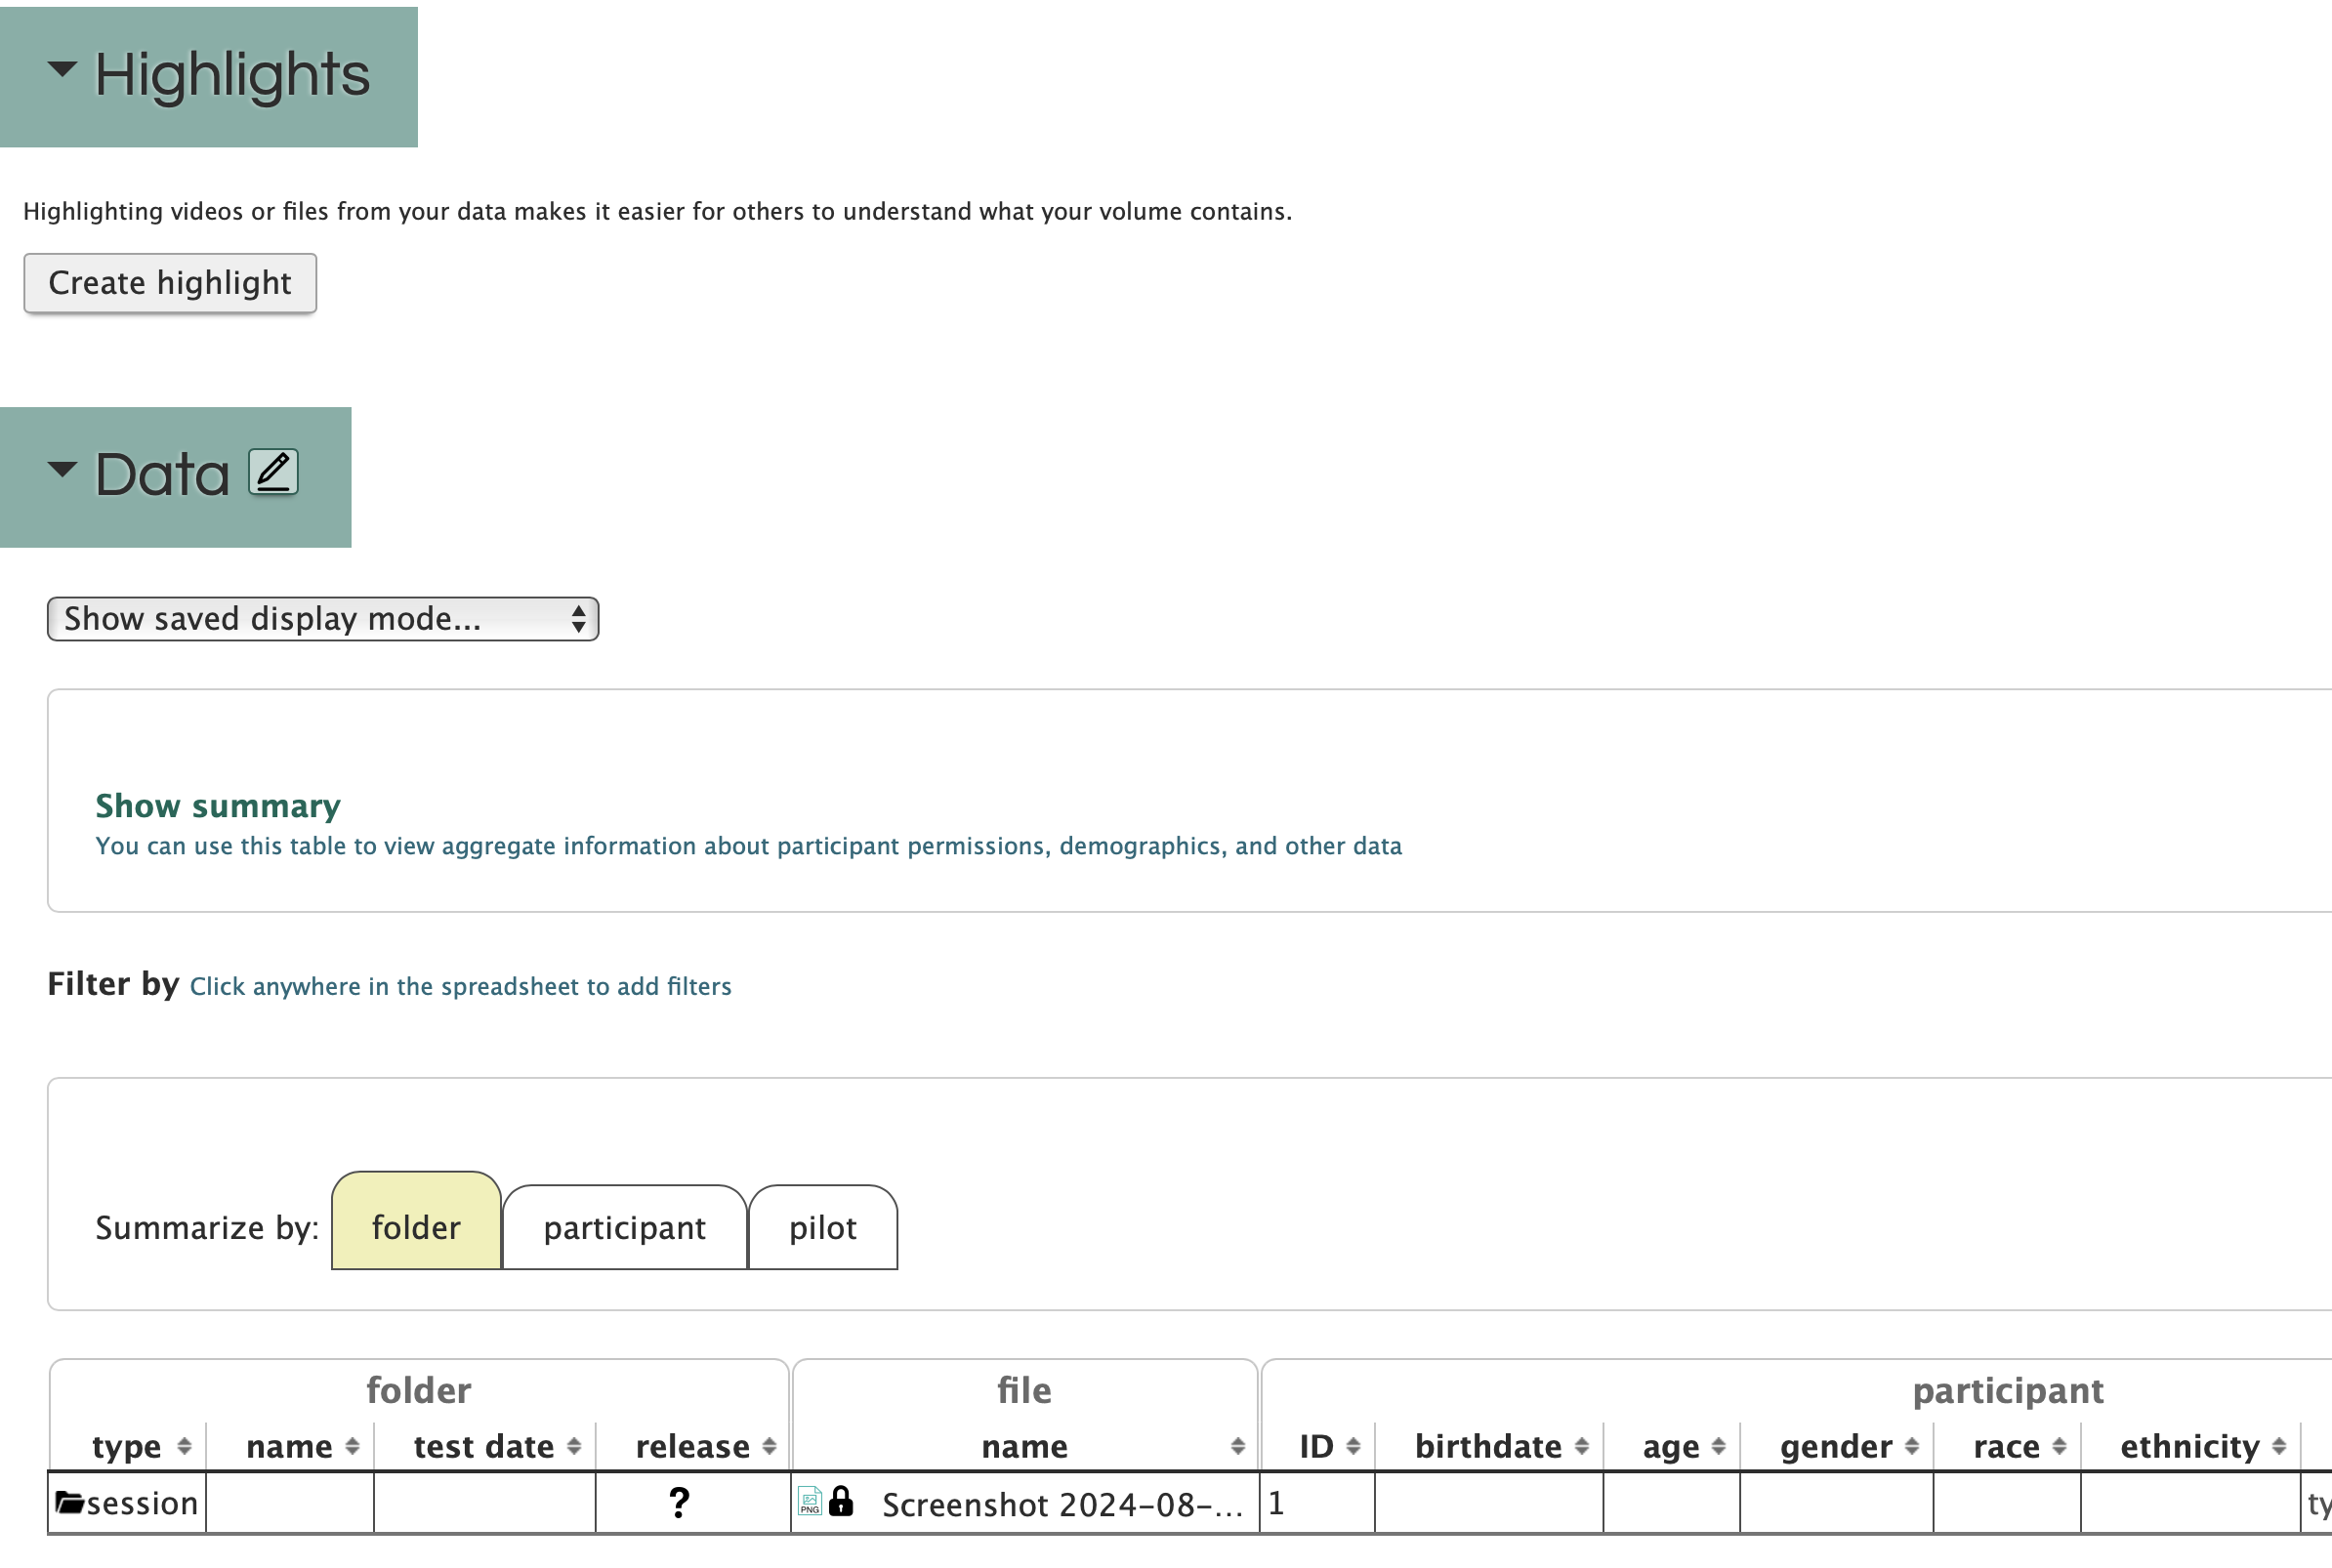 Highlights
Highlighting videos or files from your data makes it easier for others to understand what your volume contains.
Create highlight
Data
Show saved display mode...
Show summary
You can use this table to view aggregate information about participant permissions, demographics, and other data
Filter by Click anywhere in the spreadsheet to add filters
Summarize by: folder participant pilot
folder file participant
type name test date release name ID birthdate age gender race ethnicity
session ? PNG Screenshot 2024-08-... 1 ty